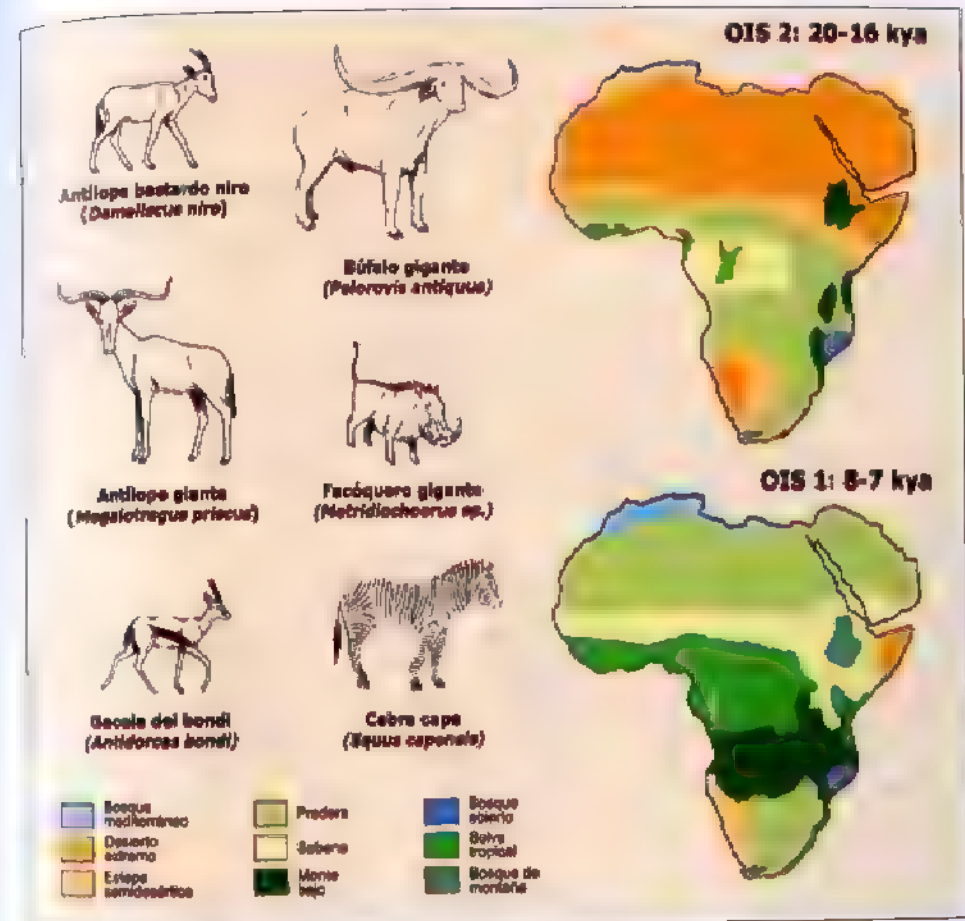 OIS 2: 20-16 kya
Antílope bastardo niro
(Damaliscus niro)
Búfalo gigante
(Pelorovis antiquus)
Antílope giante
(Megalotragus priscus)
Facóquero gigante
(Metridiochoerus sp.)
OIS 1: 8-7 kya
Gacela del bondi
(Antidorcas bondi)
Cebra cape
(Equus capensis)
Bosque
mediterráneo
Desierto
extremo
Estepa
semidesértica
Pradera
Sabana
Monte
bajo
Bosque
abierto
Selva
tropical
Bosque de
montaña